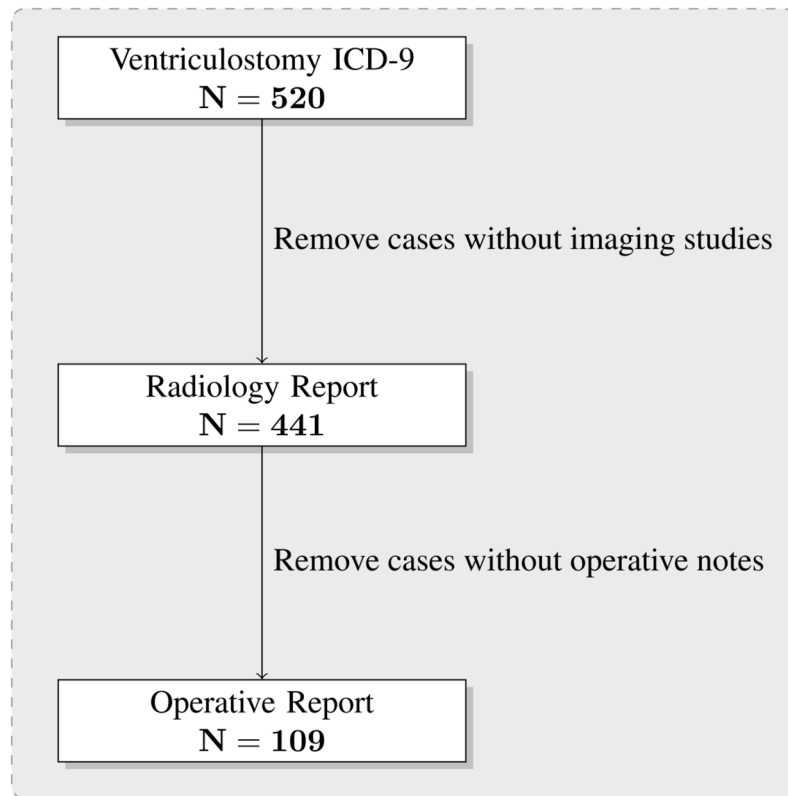 Ventriculostomy ICD-9
N = 520
Remove cases without imaging studies
Radiology Report
N = 441
Remove cases without operative notes
Operative Report
N = 109